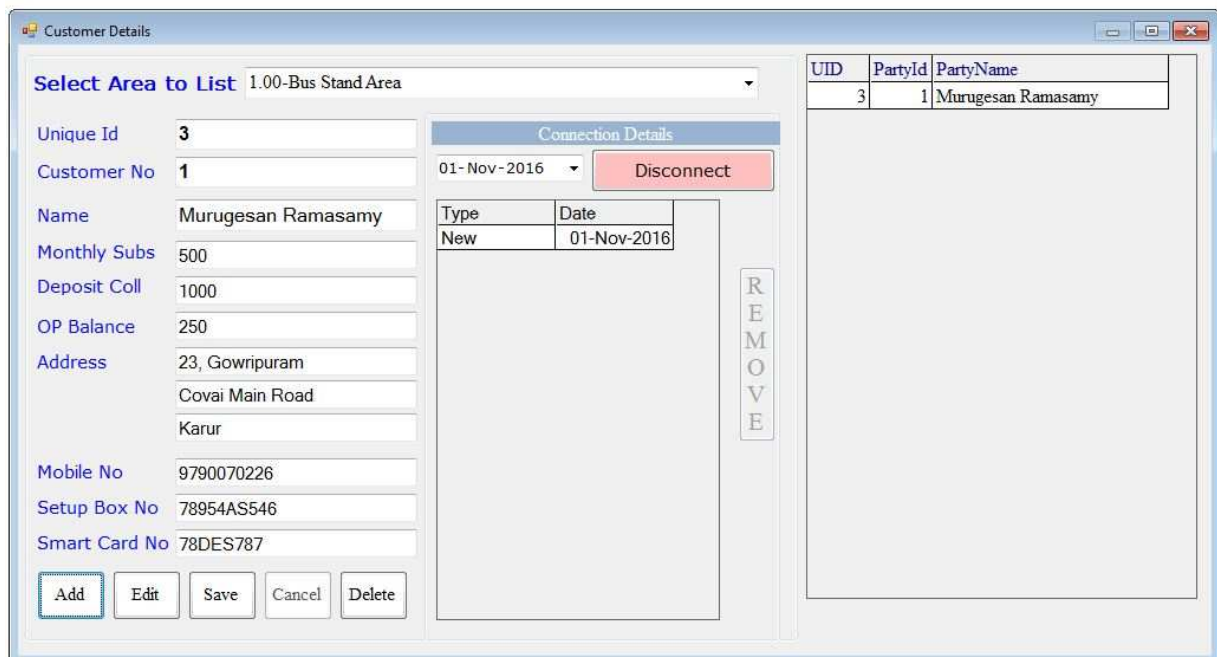 Customer Details
Select Area to List 1.00-Bus Stand Area
Unique Id 3
Customer No 1
Name Murugesan Ramasamy
Monthly Subs 500
Deposit Coll 1000
OP Balance 250
Address 23, Gowripuram
Covai Main Road
Karur
Mobile No 9790070226
Setup Box No 78954AS546
Smart Card No 78DES787
Add Edit Save Cancel Delete
Connection Details
01-Nov-2016 Disconnect
Type Date
New 01-Nov-2016
R
E
M
O
V
E
UID PartyId PartyName
3 1 Murugesan Ramasamy